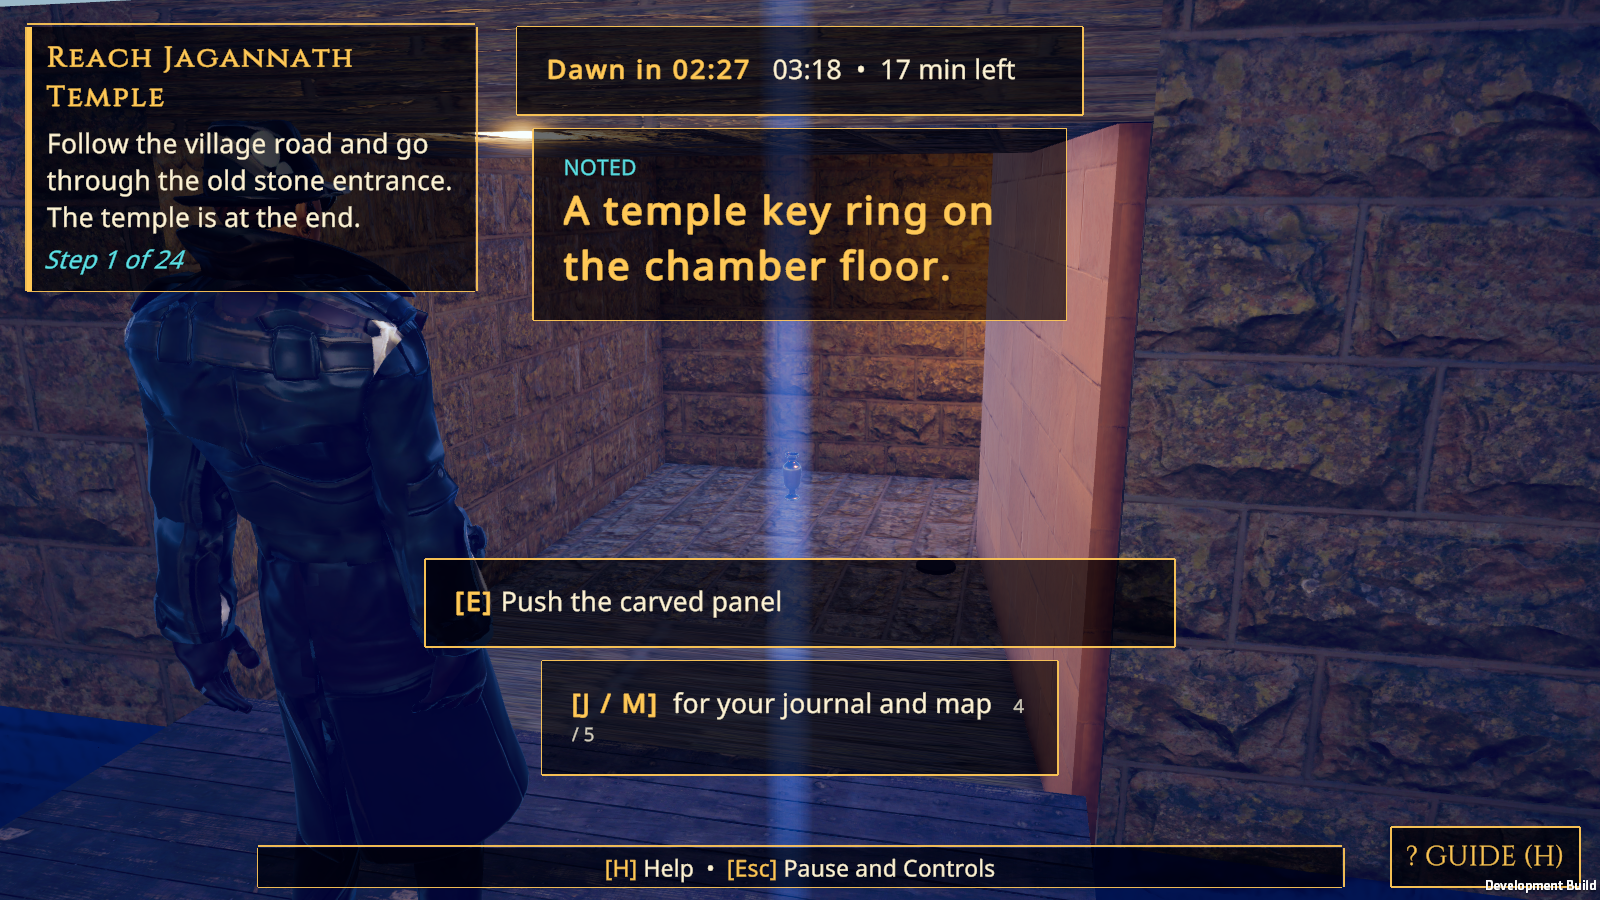 REACH JAGANNATH
TEMPLE
Follow the village road and go
through the old stone entrance.
The temple is at the end.
Step 1 of 24
Dawn in 02:27 03:18 • 17 min left
NOTED
A temple key ring on
the chamber floor.
[E] Push the carved panel
[J / M] for your journal and map 4
/ 5
[H] Help • [Esc] Pause and Controls
? GUIDE (H)
Development Build